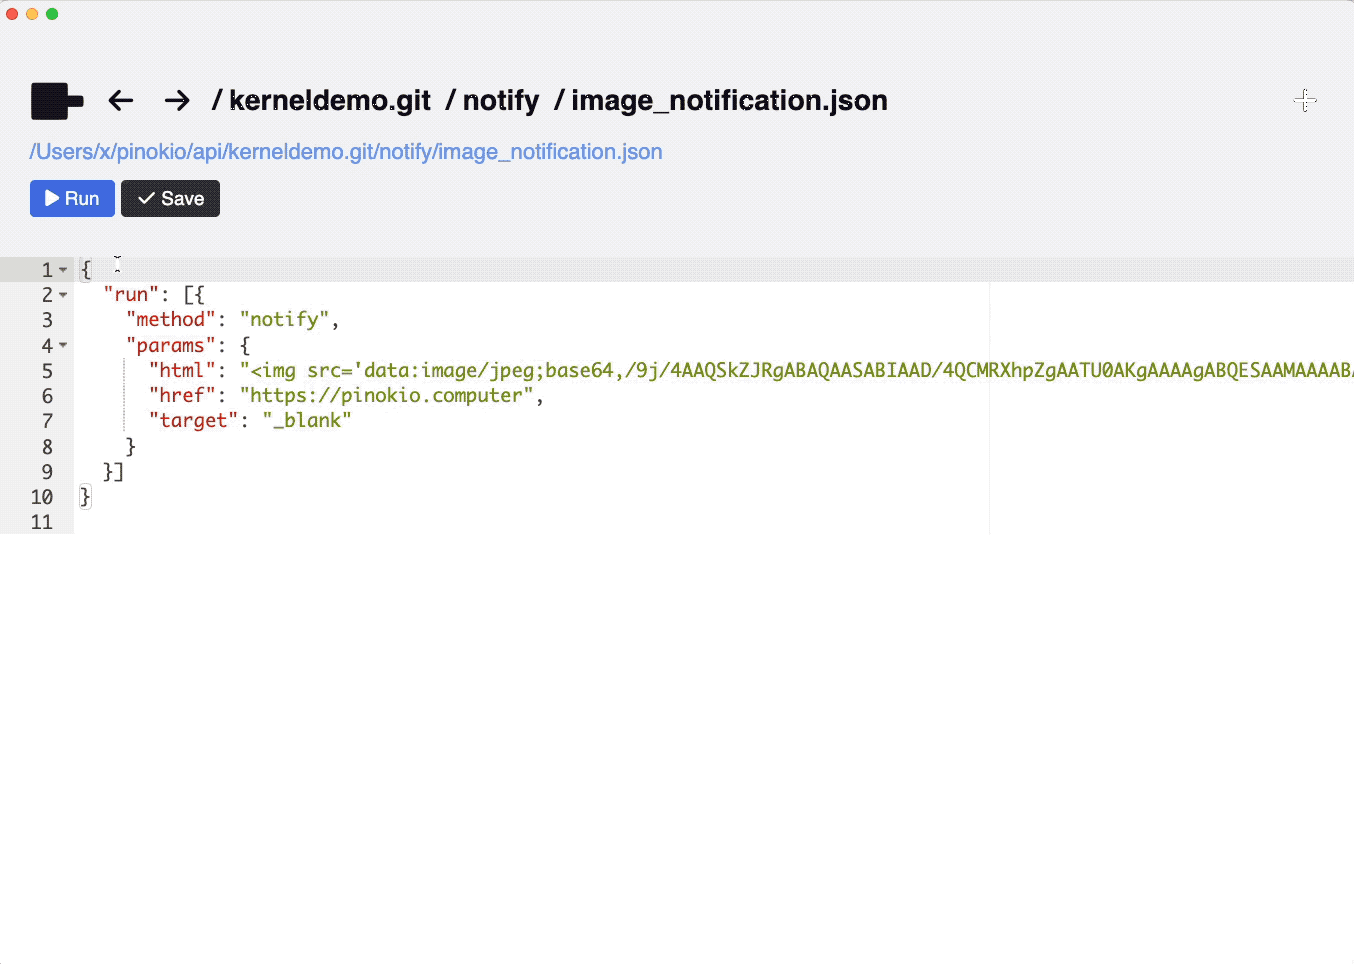 / kerneldemo.git / notify / image_notification.json
/Users/x/pinokio/api/kerneldemo.git/notify/image_notification.json
Run Save
1 {
2 "run": [{
3 "method": "notify",
4 "params": {
5 "html": "<img src='data:image/jpeg;base64,/9j/4AAQSkZJRgABAQAASABIAAD/4QCMRXhpZgAATU0AKgAAAAgABQESAAMAAAABA
6 "href": "https://pinokio.computer",
7 "target": "_blank"
8 }
9 }]
10 }
11